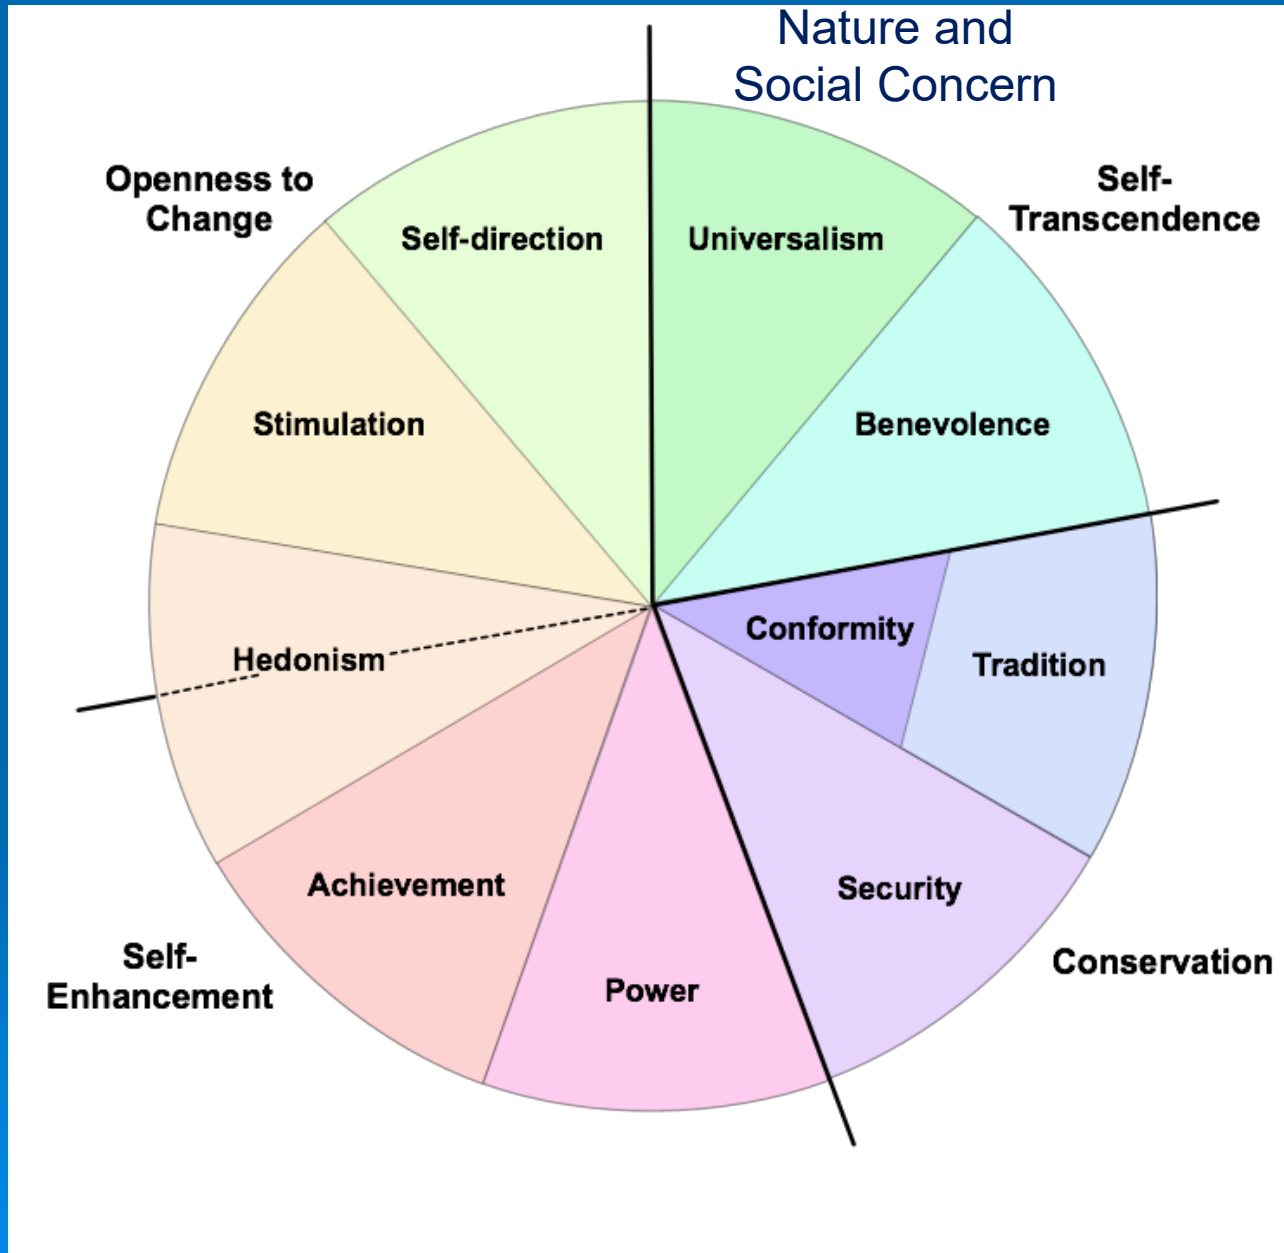 Nature and
Social Concern
Openness to
Change
Self-
Transcendence
Self-direction
Universalism
Stimulation
Benevolence
Conformity
Hedonism
Tradition
Achievement
Security
Self-
Enhancement
Conservation
Power